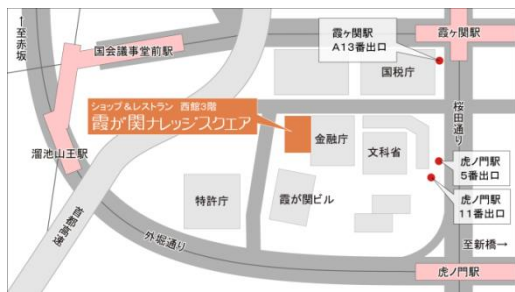 ↑至赤坂
国会議事堂前駅
霞ヶ関駅
A13番出口
霞ヶ関駅
国税庁
ショップ&レストラン 西館3階
霞が関ナレッジスクエア
桜田通り
金融庁
文科省
溜池山王駅
虎ノ門駅
5番出口
特許庁
霞が関ビル
虎ノ門駅
11番出口
首都高速
外堀通り
至新橋→
虎ノ門駅